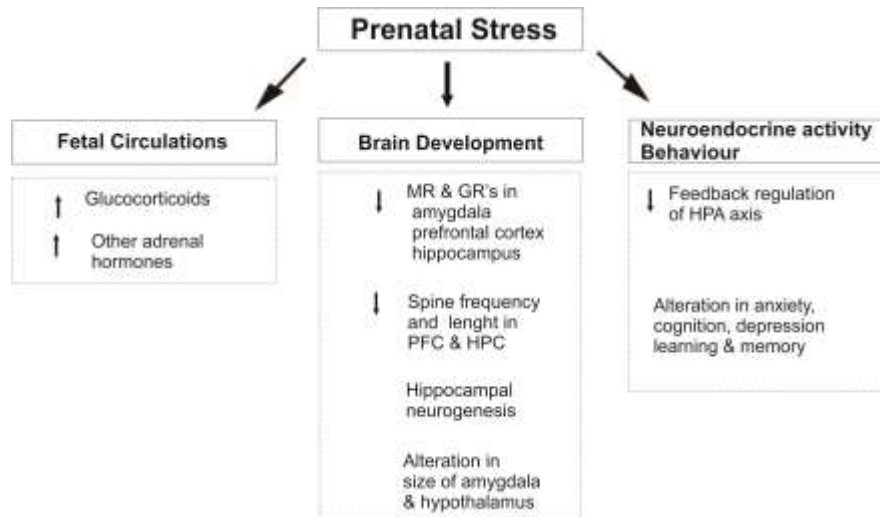 Prenatal Stress
Fetal Circulations
Glucocorticoids
Other adrenal
hormones
Brain Development
MR & GR's in
amygdala
prefrontal cortex
hippocampus
Spine frequency
and lenght in
PFC & HPC
Hippocampal
neurogenesis
Alteration in
size of amygdala
& hypothalamus
Neuroendocrine activity
Behaviour
Feedback regulation
of HPA axis
Alteration in anxiety,
cognition, depression
learning & memory